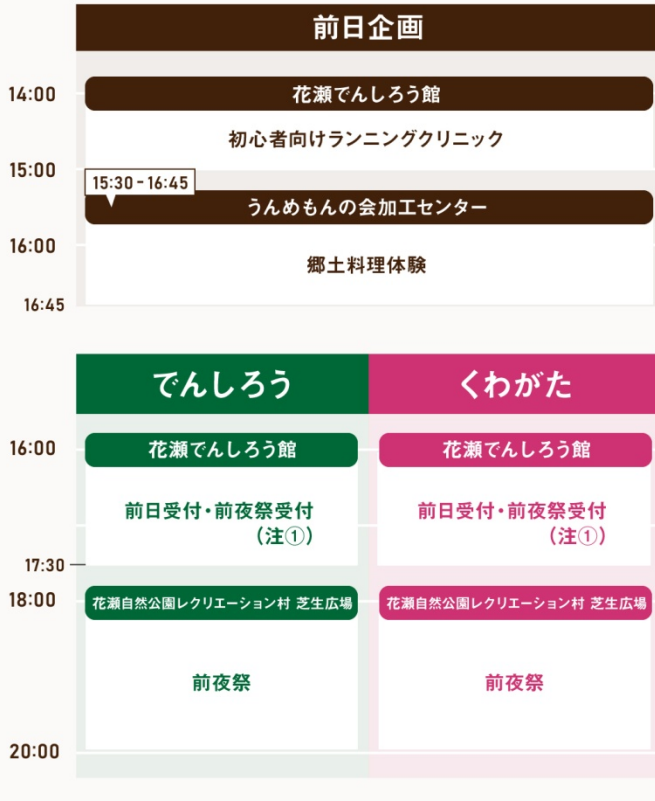 前日企画
14:00
花瀬でんしろう館
初心者向けランニングクリニック
15:00
15:30-16:45
うんめもんの会加工センター
16:00
郷土料理体験
16:45
でんしろう
くわがた
16:00
花瀬でんしろう館
花瀬でんしろう館
前日受付・前夜祭受付
(注①)
前日受付・前夜祭受付
(注①)
17:30
18:00
花瀬自然公園レクリエーション村 芝生広場
花瀬自然公園レクリエーション村 芝生広場
前夜祭
前夜祭
20:00